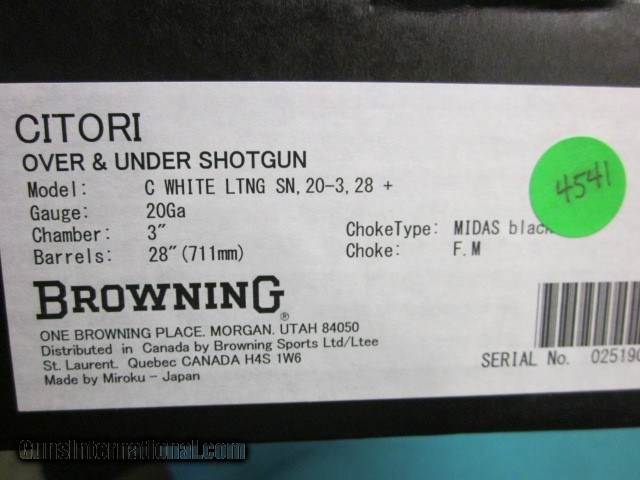 CITORI
OVER & UNDER SHOTGUN
Model: C WHITE LTNG SN, 20-3, 28 +
Gauge: 20Ga
Chamber: 3" ChokeType: MIDAS black
Barrels: 28"(711mm) Choke: F.M
4541
BROWNING®
ONE BROWNING PLACE. MORGAN. UTAH 84050
Distributed in Canada by Browning Sports Ltd/Ltee
St. Laurent. Quebec CANADA H4S 1W6
Made by Miroku - Japan
SERIAL No. 02519
GunsInternational.com